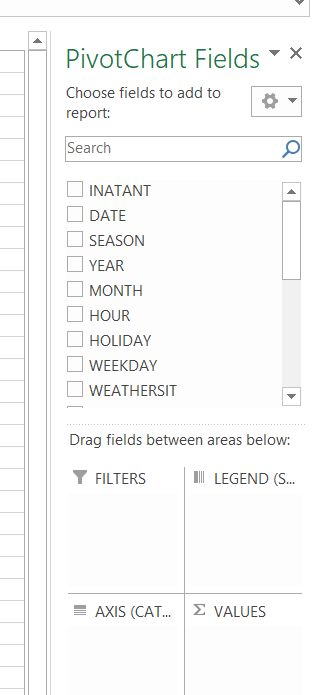 PivotChart Fields
Choose fields to add to
report:
Search
INATANT
DATE
SEASON
YEAR
MONTH
HOUR
HOLIDAY
WEEKDAY
WEATHERSIT
Drag fields between areas below:
FILTERS
LEGEND (S...
AXIS (CAT...
Σ VALUES